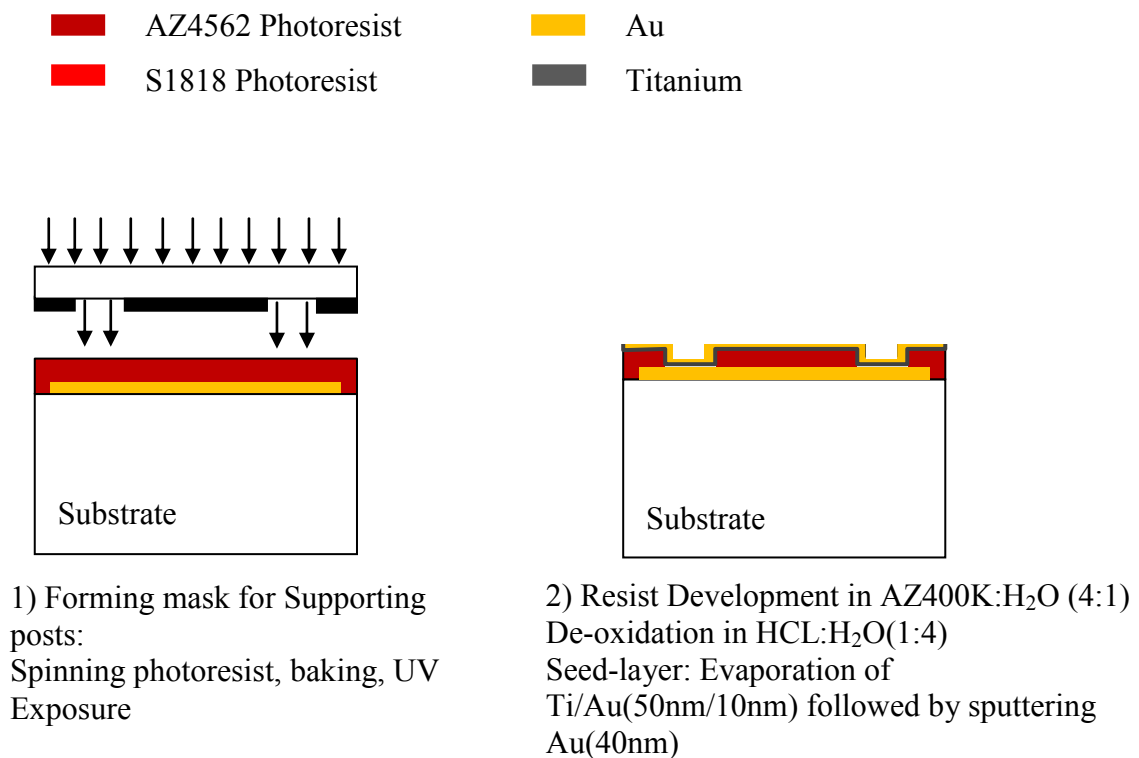 AZ4562 Photoresist
Au
S1818 Photoresist
Titanium
Substrate
1) Forming mask for Supporting
posts:
Spinning photoresist, baking, UV
Exposure
Substrate
2) Resist Development in AZ400K:H₂O (4:1)
De-oxidation in HCL:H₂O(1:4)
Seed-layer: Evaporation of
Ti/Au(50nm/10nm) followed by sputtering
Au(40nm)